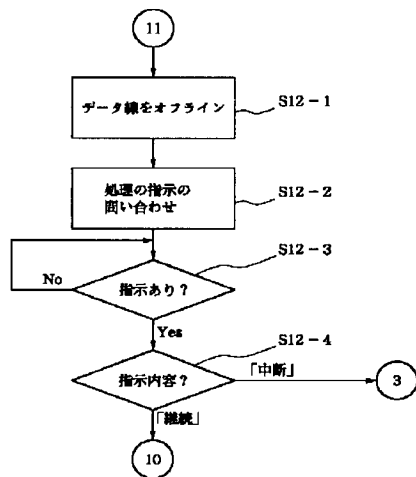 11
データ線をオフライン
S12-1
処理の指示の
問い合わせ
S12-2
S12-3
No
指示あり?
Yes
S12-4
指示内容?
「中断」
3
「継続」
10